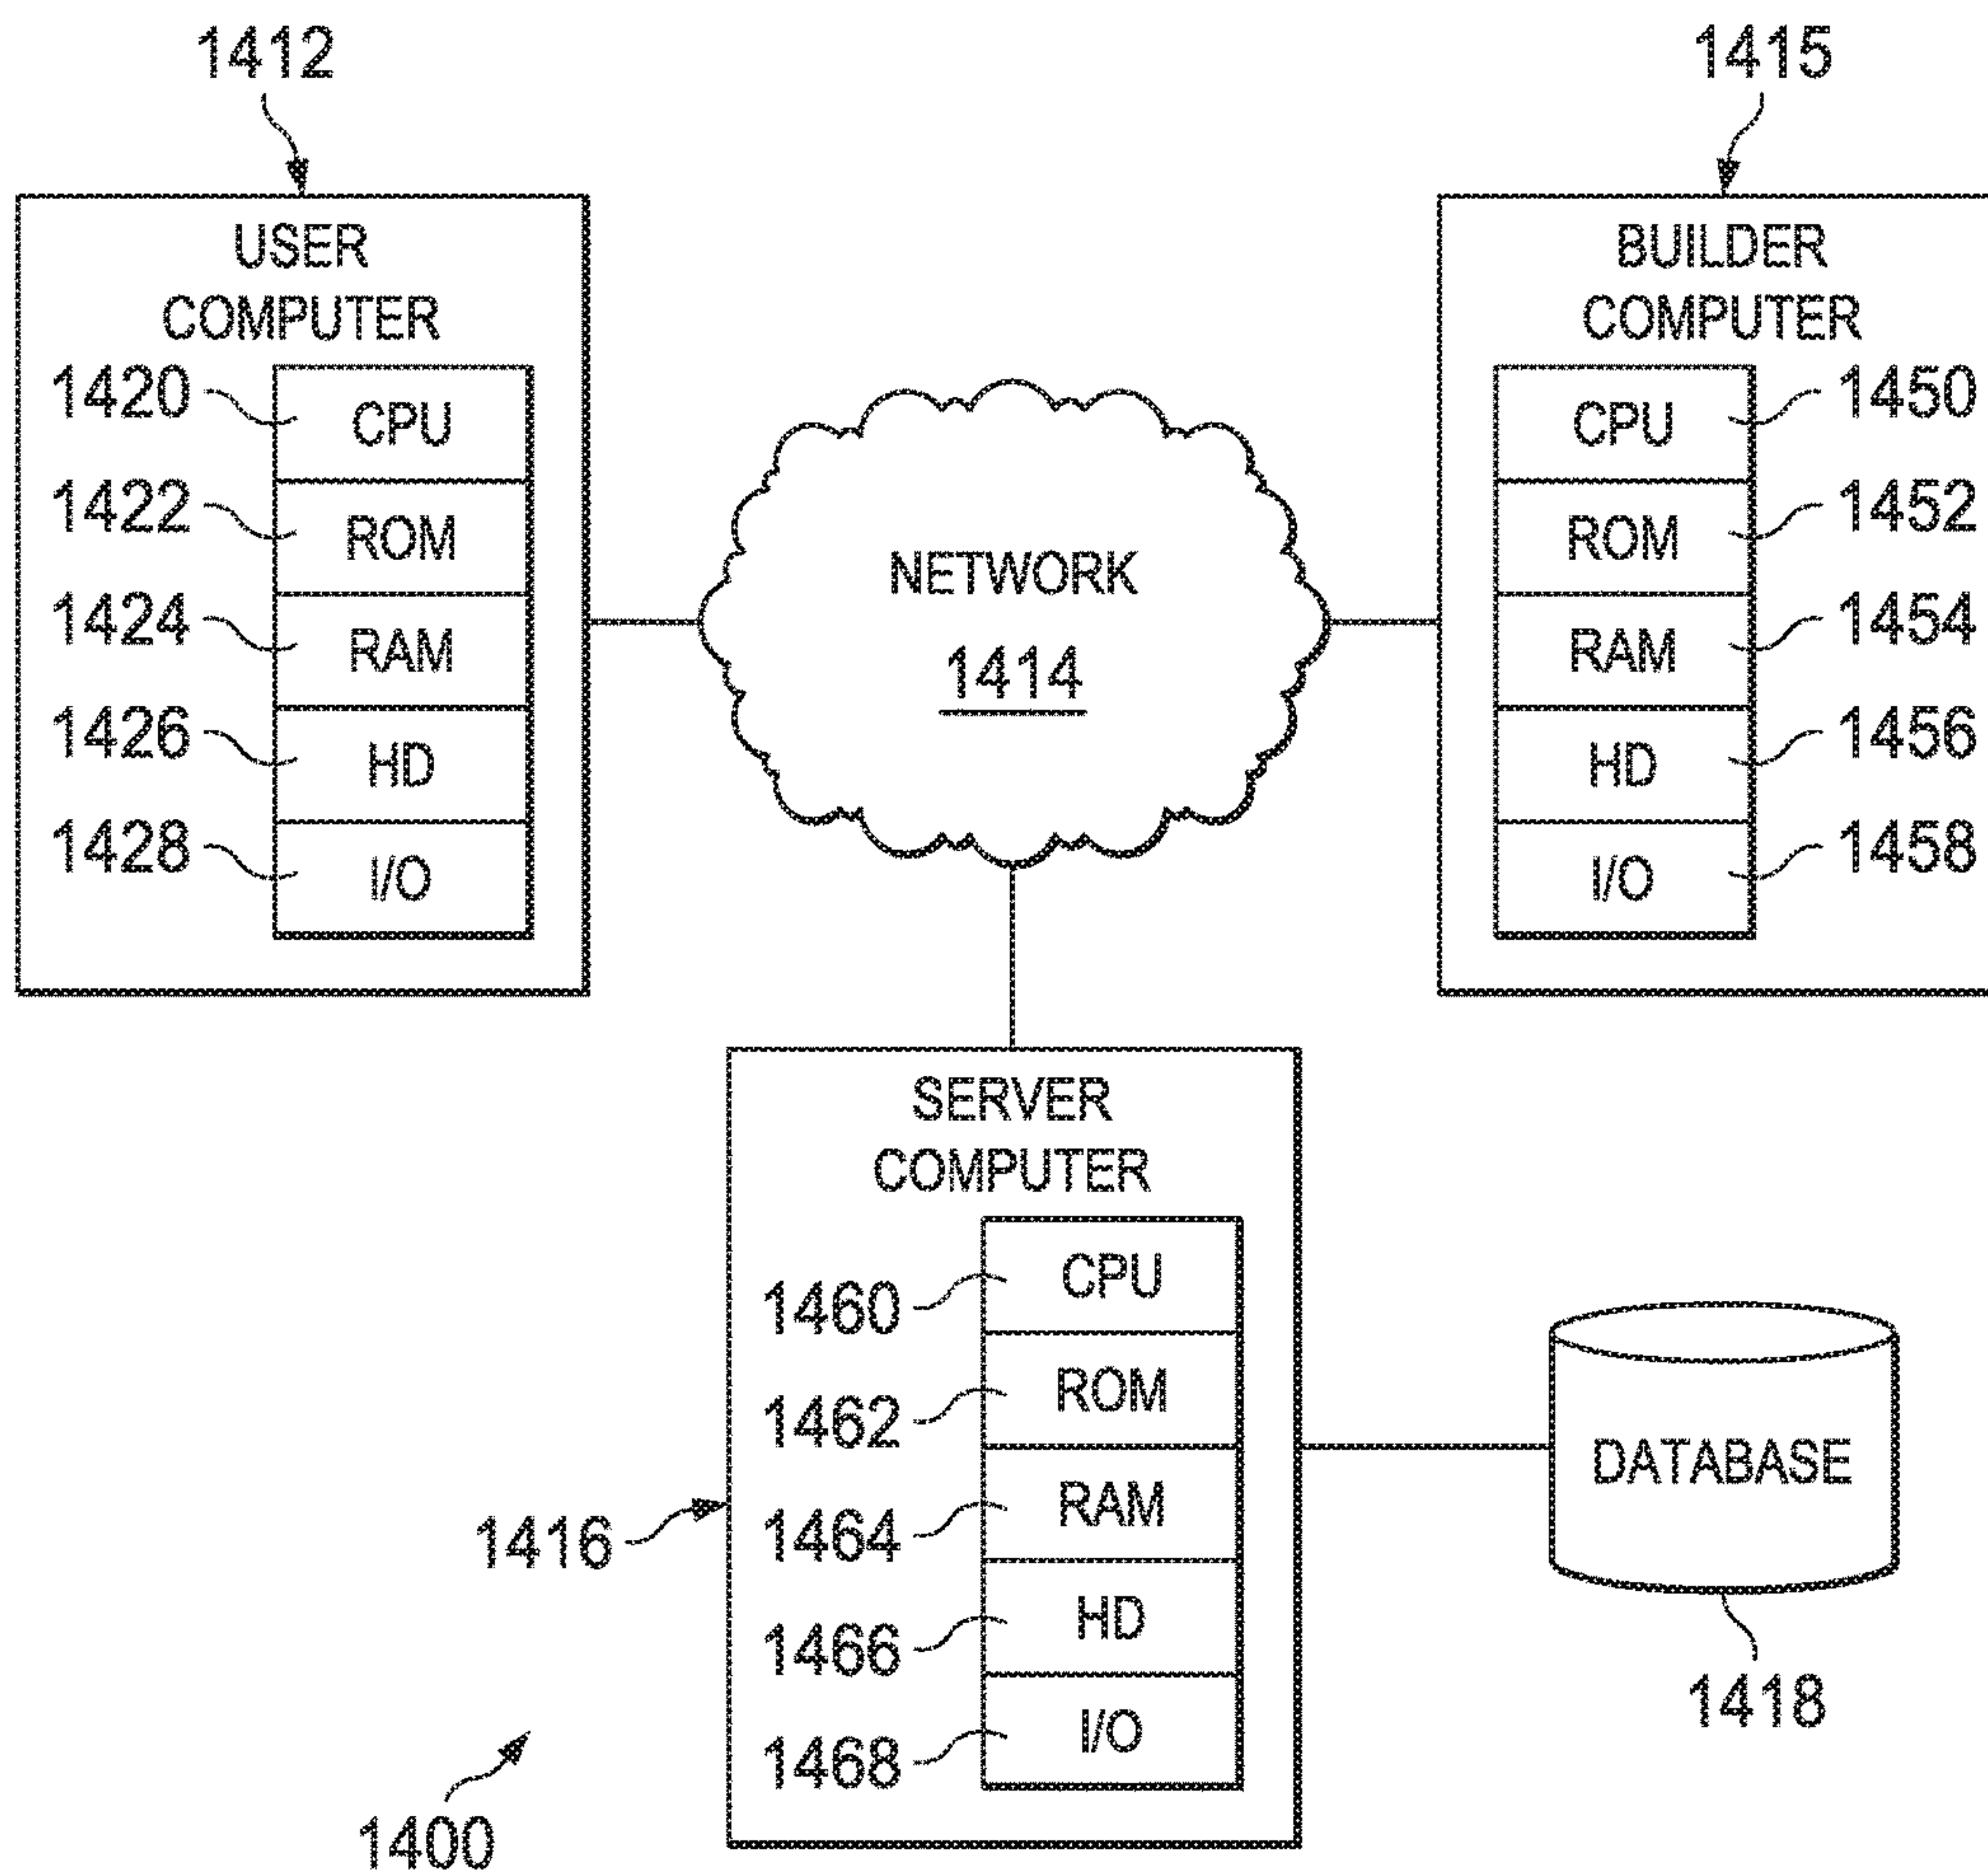 1412
1415
USER
COMPUTER
1420
CPU
1422
ROM
1424
RAM
1426
HD
1428
I/O
NETWORK
1414
BUILDER
COMPUTER
CPU
1450
ROM
1452
RAM
1454
HD
1456
I/O
1458
SERVER
COMPUTER
1460
CPU
1462
ROM
1464
RAM
1466
HD
1468
I/O
1416
DATABASE
1418
1400